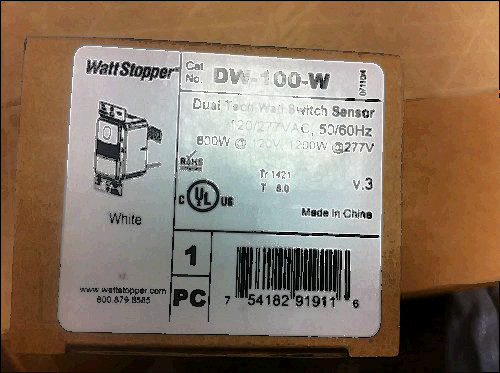 WattStopper
Cat No. DW-100-W
Dual Tech Wall Switch Sensor
120/277VAC, 50/60Hz
800W @ 120V, 1200W @277V
RoHS
Tr 1421
T 6.0
V.3
C UL US
White
Made in China
1
PC
www.wattstopper.com
800.879.8585
7 54182 91911 6